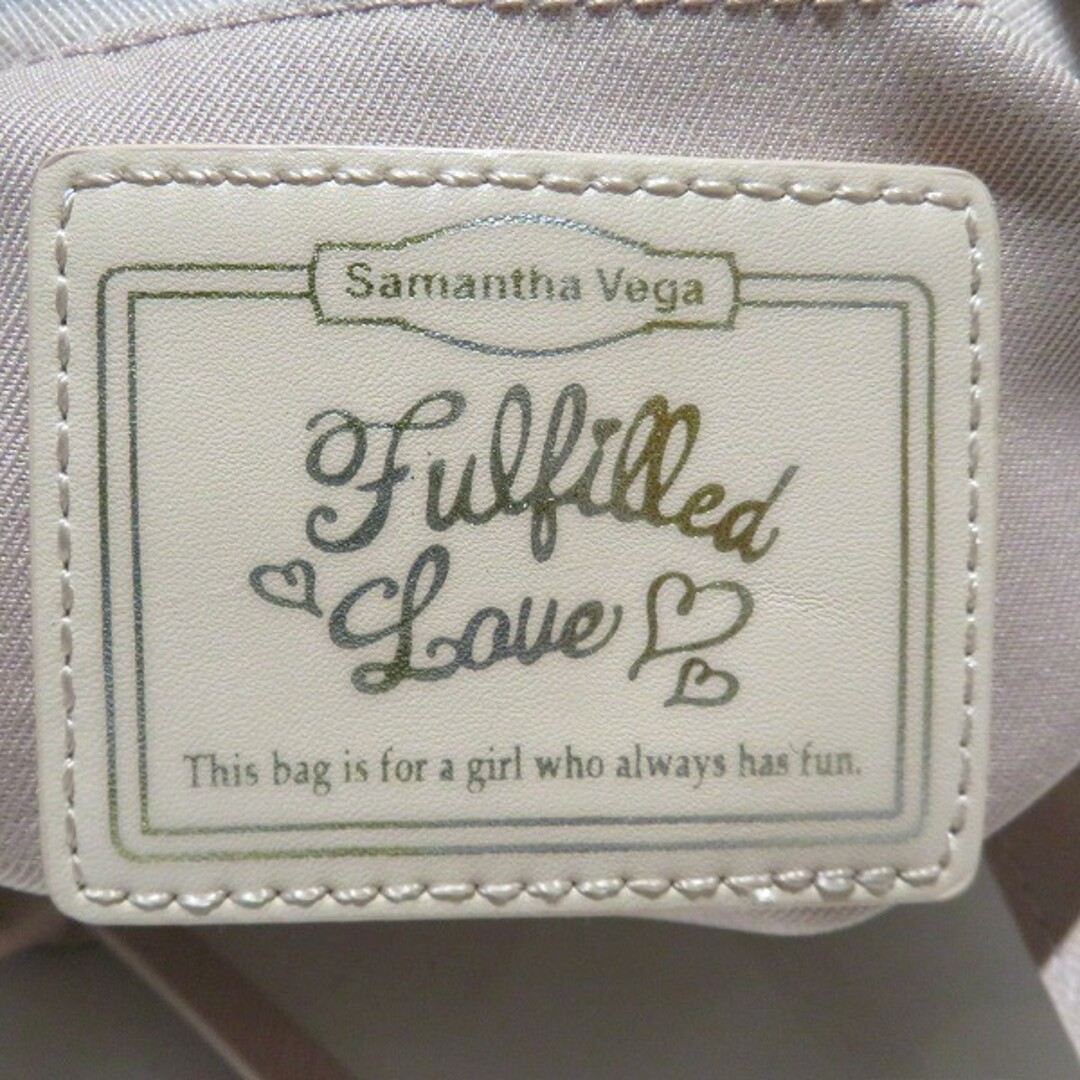 Samantha Vega
Fulfilled
Love
This bag is for a girl who always has fun.